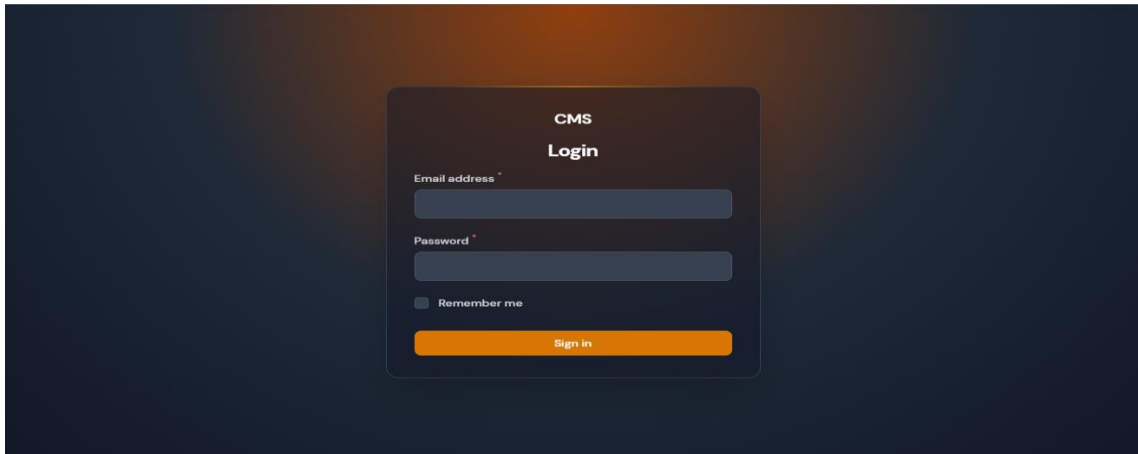 CMS
Login
Email address *
Password *
Remember me
Sign in